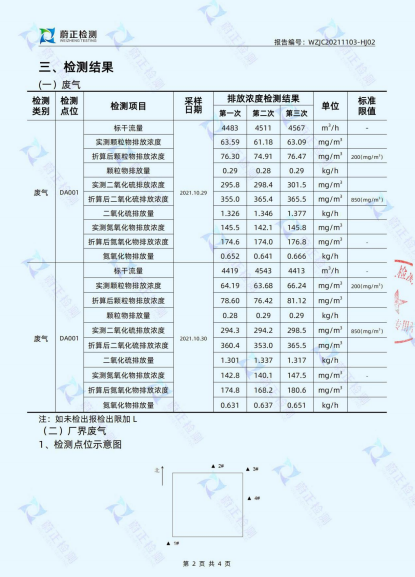 蔚正检测
WEIZHENG TESTING
报告编号: WZJC20211103-HJ02
三、检测结果
(一) 废气
检测类别 检测点位 检测项目 采样日期 排放浓度检测结果 单位 标准限值
第一次 第二次 第三次
废气 DA001 2021.10.29
标干流量 4483 4511 4567 m³/h -
实测颗粒物排放浓度 63.59 61.18 63.09 mg/m³
折算后颗粒物排放浓度 76.30 74.91 76.47 mg/m³ 200(mg/m³)
颗粒物排放量 0.29 0.28 0.29 kg/h
实测二氧化硫排放浓度 295.8 298.4 301.5 mg/m³
折算后二氧化硫排放浓度 355.0 365.4 365.5 mg/m³ 850(mg/m³)
二氧化硫排放量 1.326 1.346 1.377 kg/h
实测氮氧化物排放浓度 145.5 142.1 145.8 mg/m³
折算后氮氧化物排放浓度 174.6 174.0 176.8 mg/m³ -
氮氧化物排放量 0.652 0.641 0.666 kg/h
废气 DA001 2021.10.30
标干流量 4419 4543 4413 m³/h -
实测颗粒物排放浓度 64.19 63.68 66.24 mg/m³ 200(mg/m³)
折算后颗粒物排放浓度 78.60 76.42 81.12 mg/m³
颗粒物排放量 0.28 0.29 0.29 kg/h
实测二氧化硫排放浓度 294.3 294.2 298.5 mg/m³ 850(mg/m³)
折算后二氧化硫排放浓度 360.4 353.0 365.5 mg/m³
二氧化硫排放量 1.301 1.337 1.317 kg/h
实测氮氧化物排放浓度 142.8 140.1 147.5 mg/m³ -
折算后氮氧化物排放浓度 174.8 168.2 180.6 mg/m³
氮氧化物排放量 0.631 0.637 0.651 kg/h
注: 如未检出报检出限加 L
(二) 厂界废气
1、检测点位示意图
北
▲ 2#
▲ 3#
▲ 4#
▲ 1#
第 2 页 共 4 页